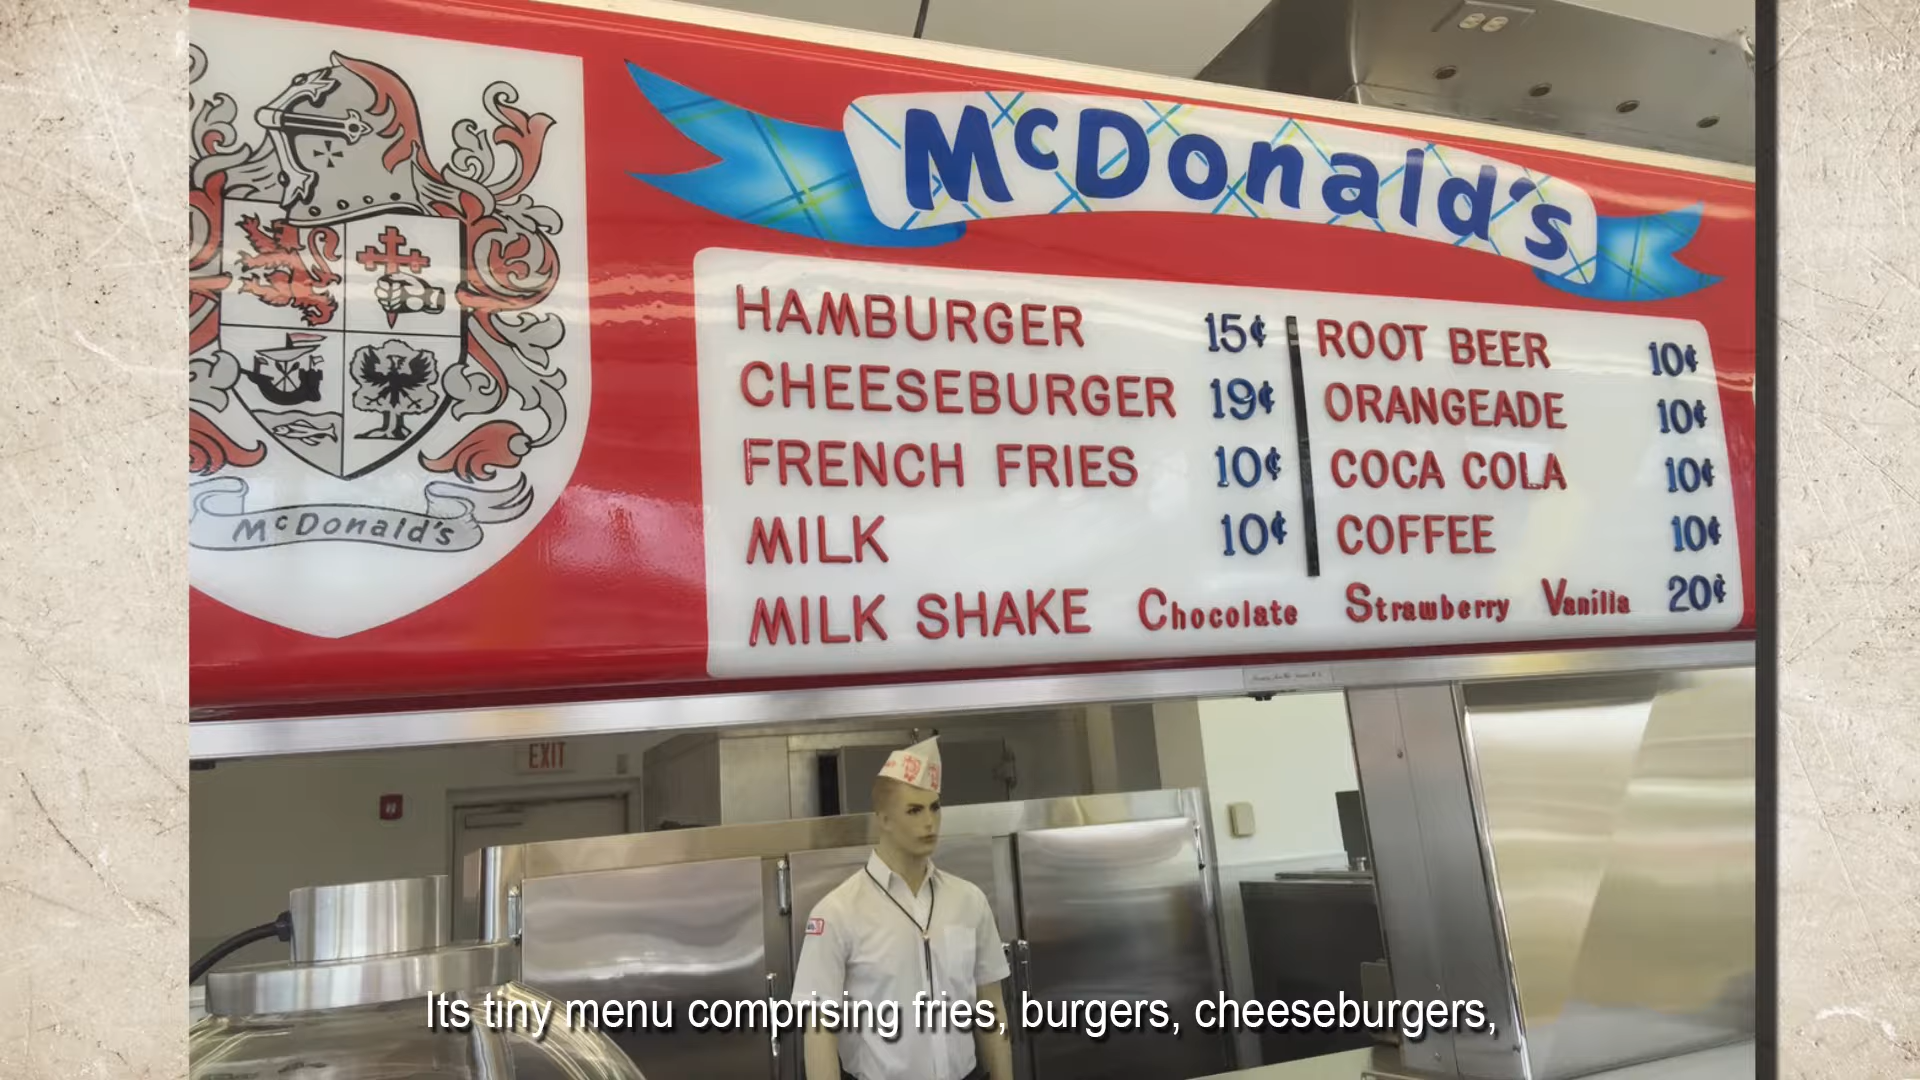 McDonald's
HAMBURGER 15¢
CHEESEBURGER 19¢
FRENCH FRIES 10¢
MILK 10¢
ROOT BEER 10¢
ORANGEADE 10¢
COCA COLA 10¢
COFFEE 10¢
MILK SHAKE Chocolate Strawberry Vanilla 20¢
McDonald's
EXIT
Its tiny menu comprising fries, burgers, cheeseburgers,